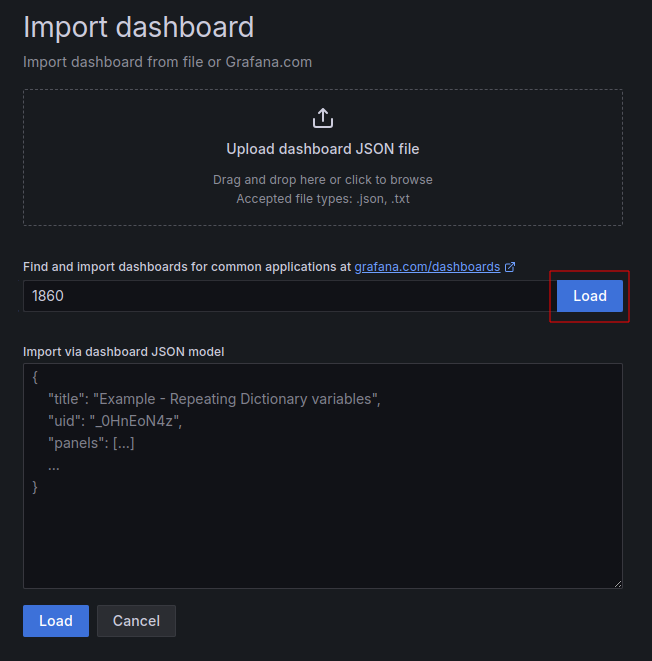 Import dashboard
Import dashboard from file or Grafana.com
Upload dashboard JSON file
Drag and drop here or click to browse
Accepted file types: .json, .txt
Find and import dashboards for common applications at grafana.com/dashboards
1860
Load
Import via dashboard JSON model
{
    "title": "Example - Repeating Dictionary variables",
    "uid": "_0HnEoN4z",
    "panels": [...]
    ...
}
Load
Cancel